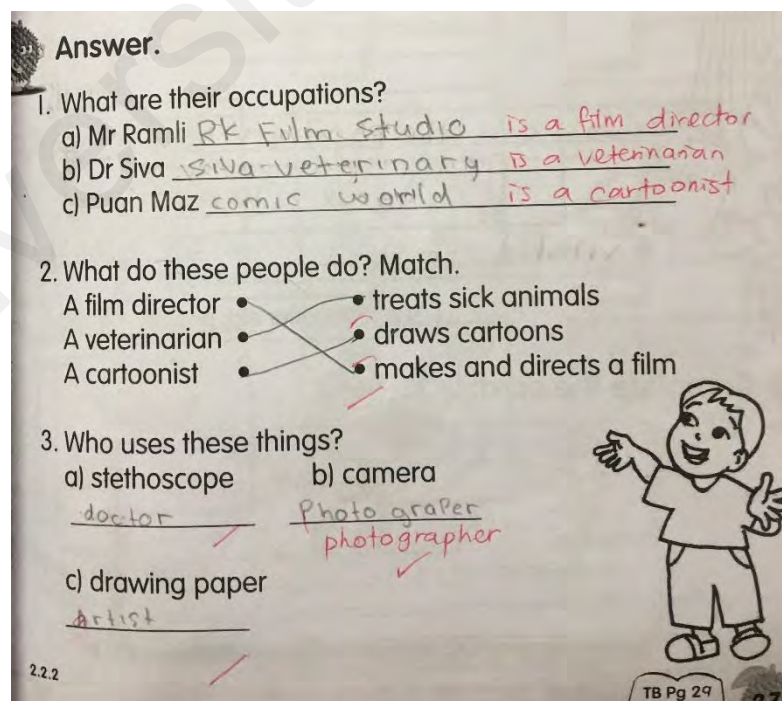 Answer.
1. What are their occupations?
a) Mr Ramli RK Film Studio is a film director
b) Dr Siva siva-veterinary is a veterinarian
c) Puan Maz comic world is a cartoonist
2. What do these people do? Match.
A film director • • treats sick animals
A veterinarian • • draws cartoons
A cartoonist • • makes and directs a film
3. Who uses these things?
a) stethoscope b) camera
doctor Photo graper
photographer
c) drawing paper
Artist
2.2.2
TB Pg 29